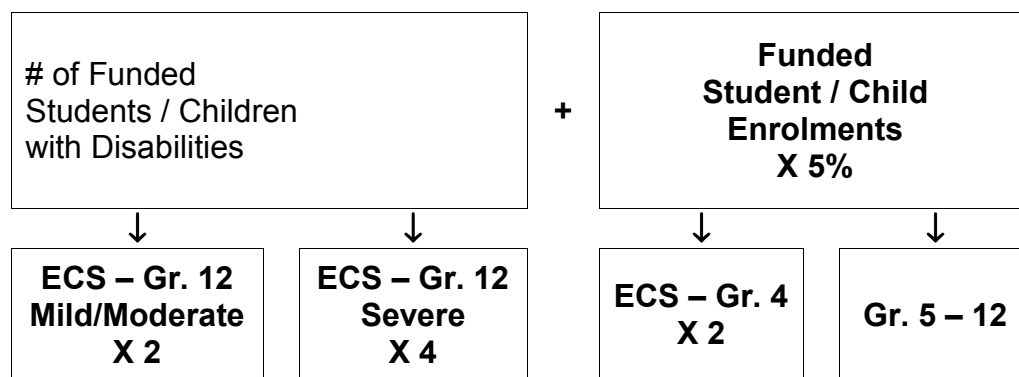 # of Funded
Students / Children
with Disabilities
+
Funded
Student / Child
Enrolments
X 5%
ECS – Gr. 12
Mild/Moderate
X 2
ECS – Gr. 12
Severe
X 4
ECS – Gr. 4
X 2
Gr. 5 – 12